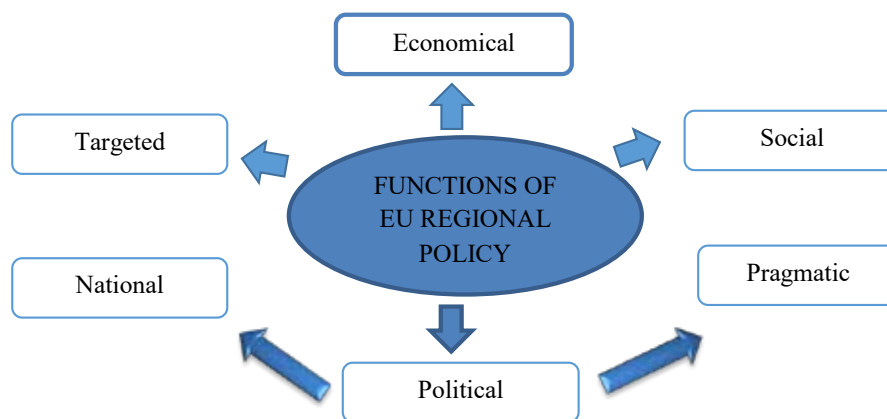 Economical
Targeted
Social
FUNCTIONS OF
EU REGIONAL
POLICY
National
Pragmatic
Political